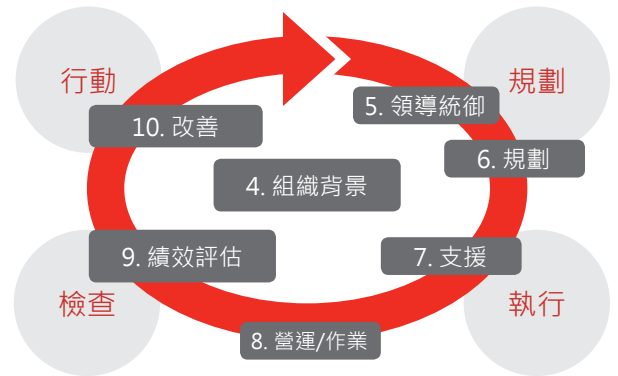 行動
規劃
5. 領導統御
10. 改善
6. 規劃
4. 組織背景
9. 績效評估
7. 支援
檢查
執行
8. 營運/作業